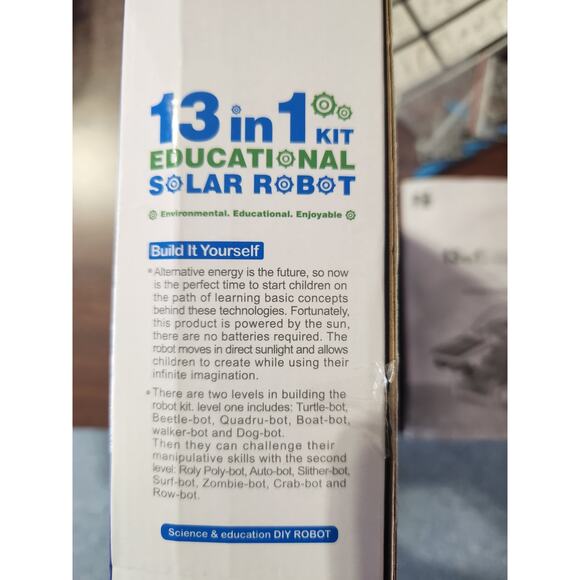 13 in 1 KIT
EDUCATIONAL
SOLAR ROBOT
Environmental. Educational. Enjoyable
Build It Yourself
•Alternative energy is the future, so now
is the perfect time to start children on
the path of learning basic concepts
behind these technologies. Fortunately,
this product is powered by the sun,
there are no batteries required. The
robot moves in direct sunlight and allows
children to create while using their
infinite imagination.
•There are two levels in building the
robot kit. level one includes: Turtle-bot,
Beetle-bot, Quadru-bot, Boat-bot,
walker-bot and Dog-bot.
Then they can challenge their
manipulative skills with the second
level: Roly Poly-bot, Auto-bot, Slither-bot,
Surf-bot, Zombie-bot, Crab-bot and
Row-bot.
Science & education DIY ROBOT